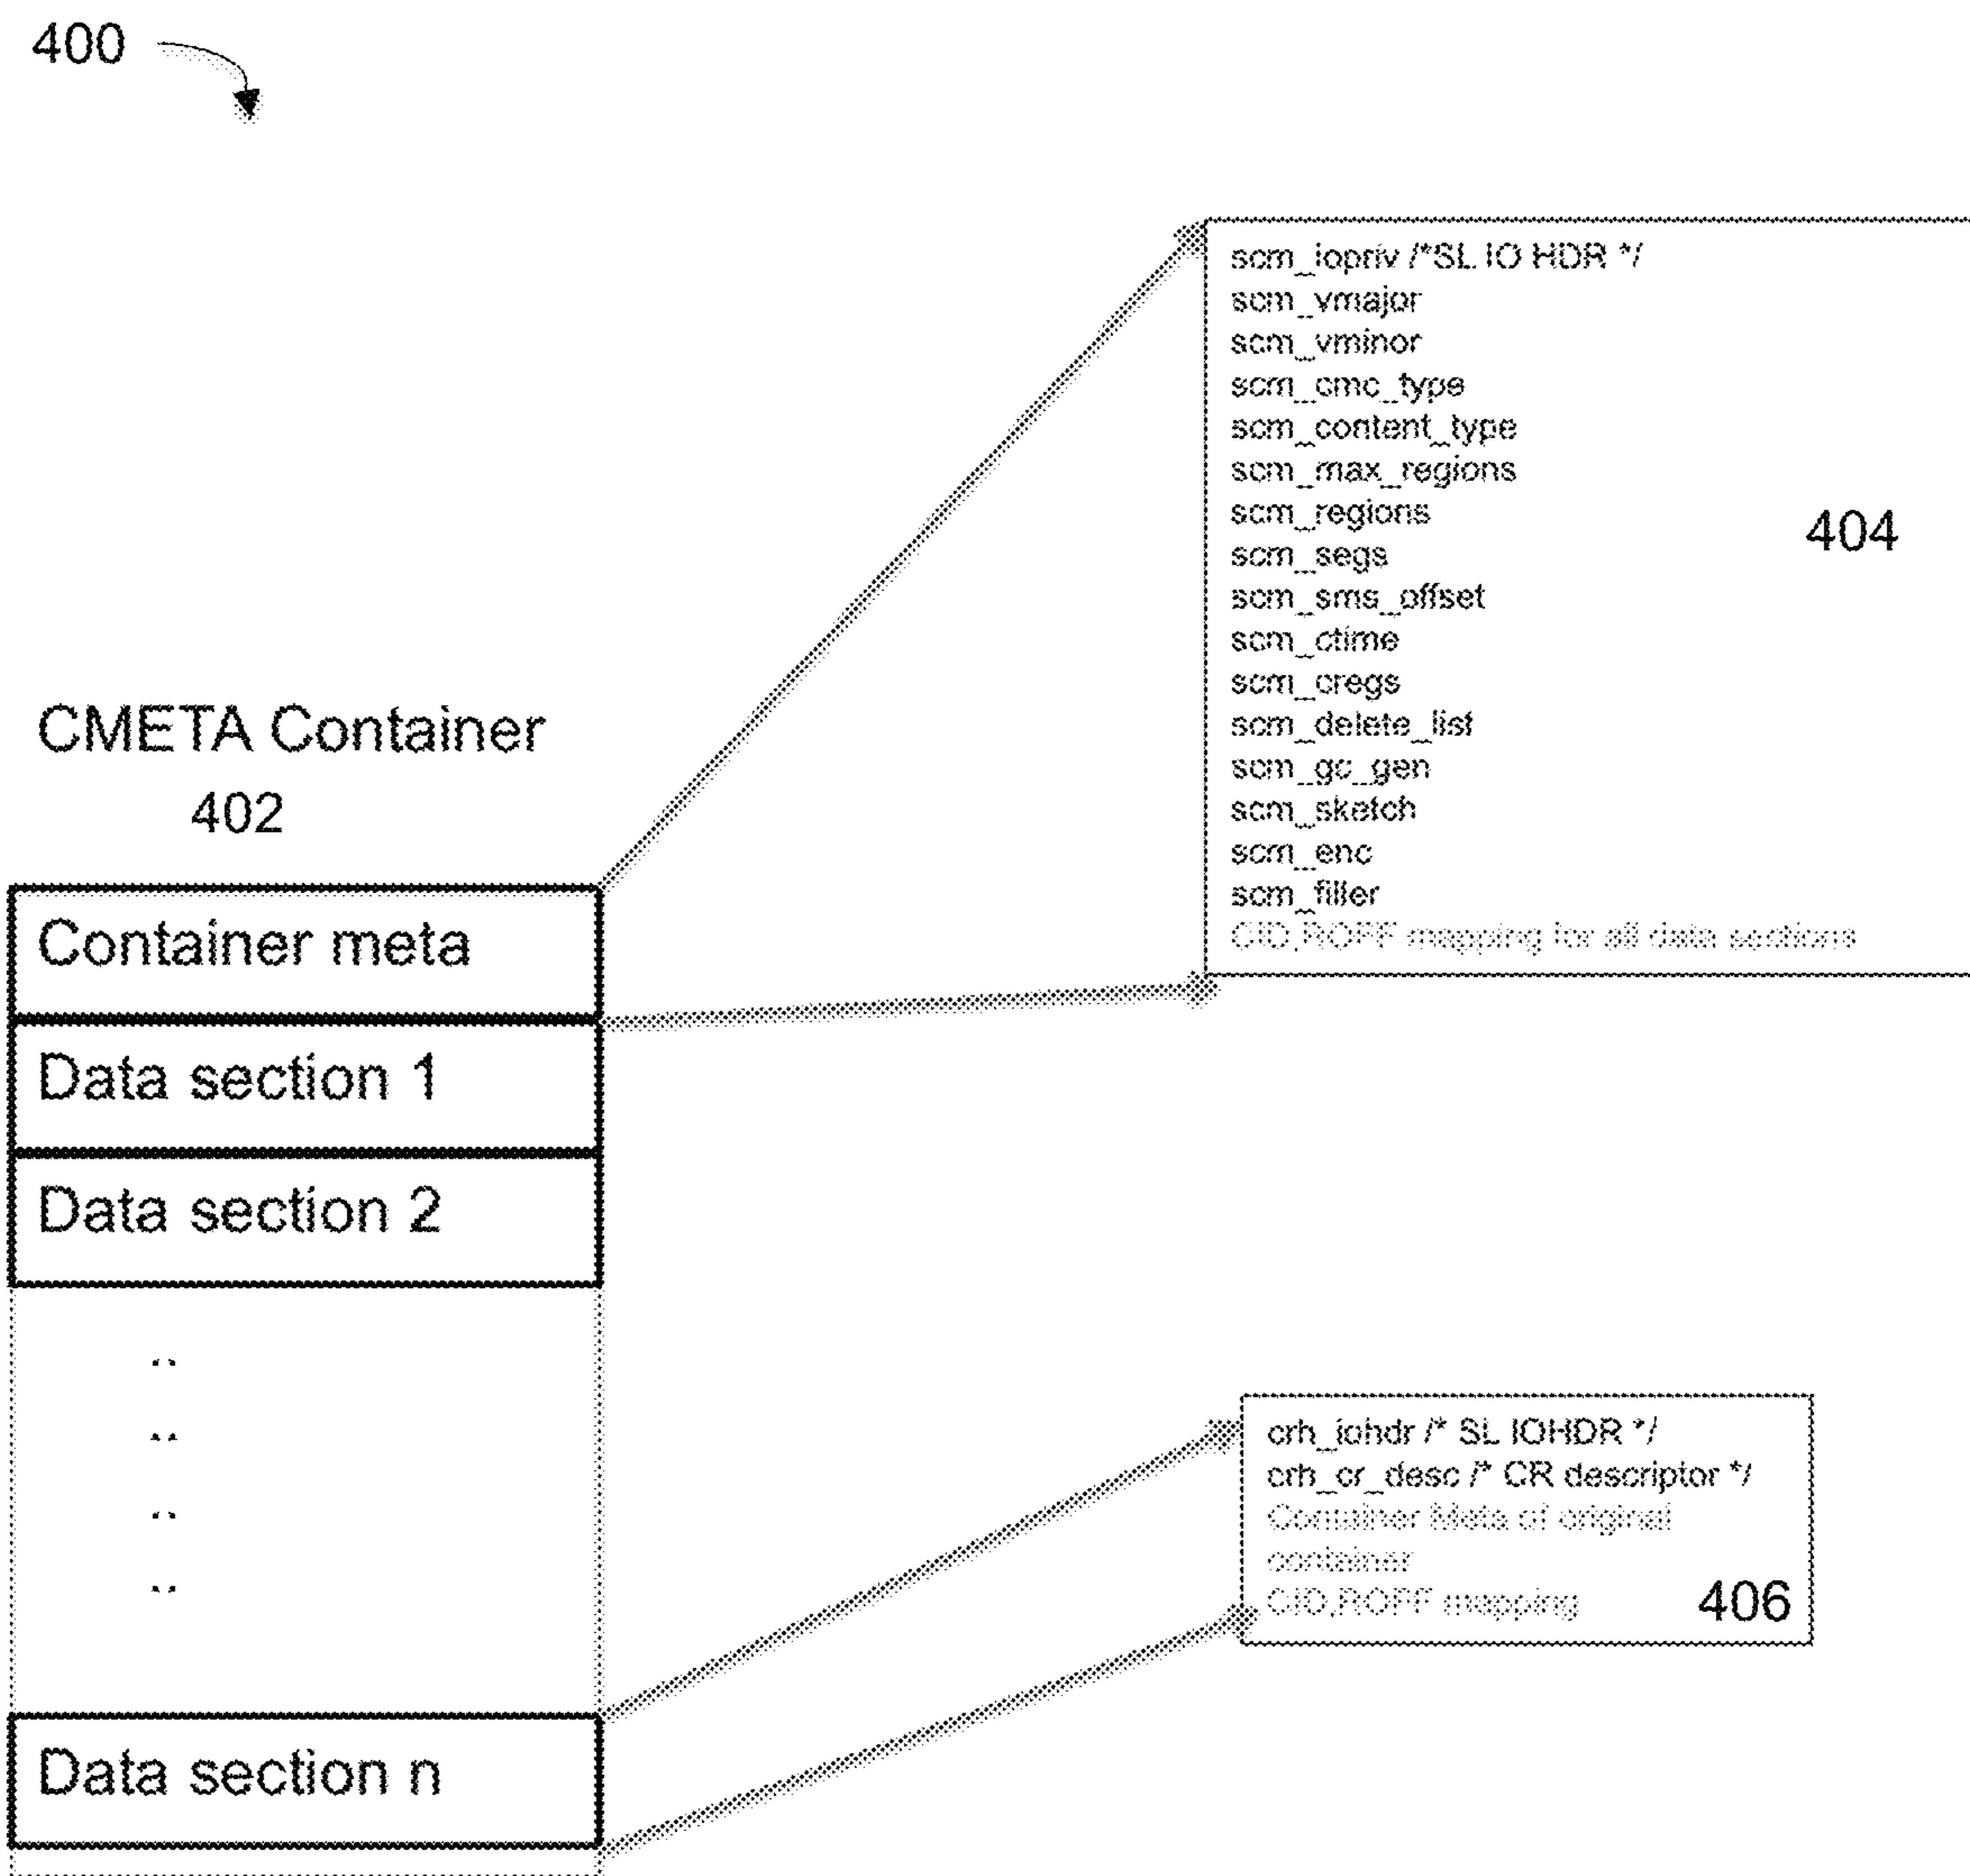 400
scm_iopriv /*SL IO HDR */
scm_vmajor
scm_vminor
scm_cmc_type
scm_content_type
scm_max_regions
scm_regions
scm_segs
scm_sms_offset
scm_ctime
scm_cregs
scm_delete_list
scm_gc_gen
scm_sketch
scm_enc
scm_filler
CID,ROFF mapping for all data sections
404
CMETA Container
402
Container meta
Data section 1
Data section 2
..
..
..
..
Data section n
crh_iohdr /* SL IOHDR */
crh_cr_desc /* CR descriptor */
Container Meta of original
container
CID,ROFF mapping
406